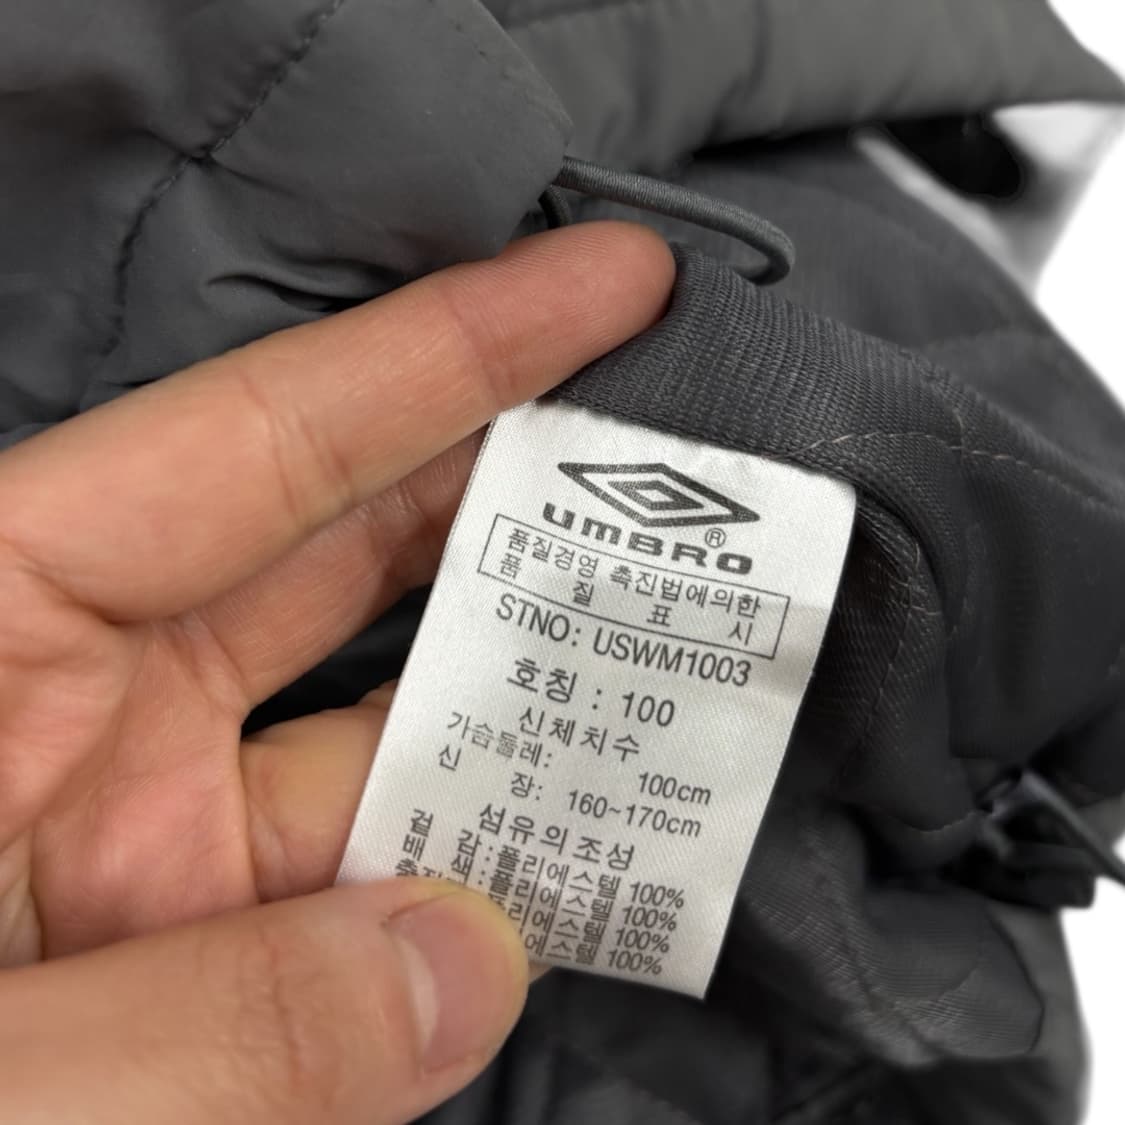 UMBRO®
품질경영 촉진법에의한
품 질 표 시
STNO: USWM1003
호칭 : 100
신체치수
가슴둘레: 100cm
신 장: 160~170cm
섬유의조성
겉 감:폴리에스텔 100%
배 색:폴리에스텔 100%
폴리에스텔 100%
에스텔 100%